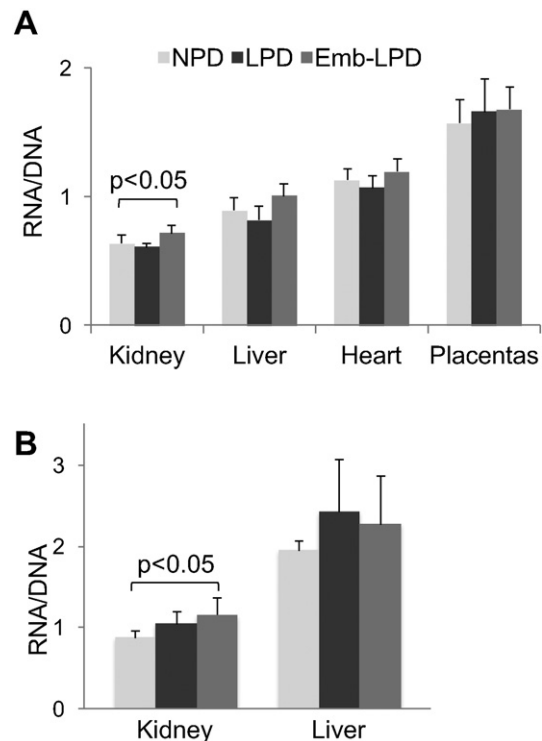 A
NPD LPD Emb-LPD
2
1
0
RNA/DNA
p<0.05
Kidney Liver Heart Placentas
B
3
2
1
0
RNA/DNA
p<0.05
Kidney Liver